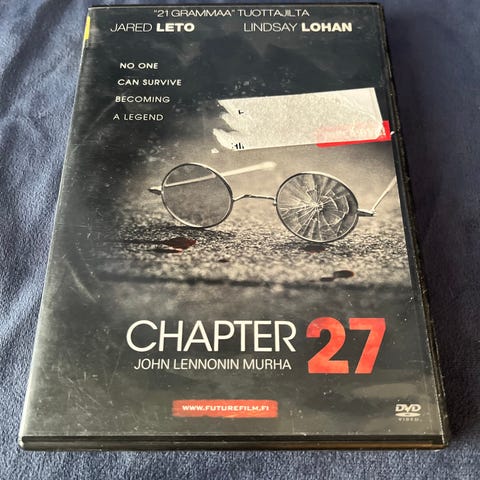 "21 GRAMMAA" TUOTTAJILTA
JARED LETO LINDSAY LOHAN
NO ONE
CAN SURVIVE
BECOMING
A LEGEND
CHAPTER 27
JOHN LENNONIN MURHA
WWW.FUTUREFILM.FI
DVD
VIDEO